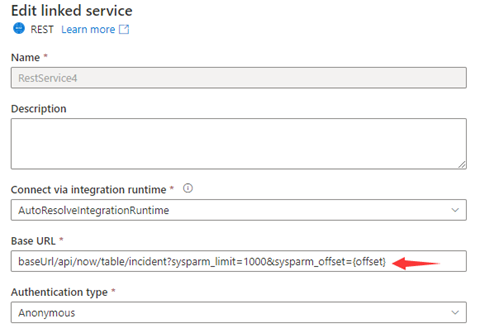 Edit linked service
REST Learn more
Name *
RestService4
Description
Connect via integration runtime *
AutoResolveIntegrationRuntime
Base URL *
baseUrl/api/now/table/incident?sysparm_limit=1000&sysparm_offset={offset}
Authentication type *
Anonymous